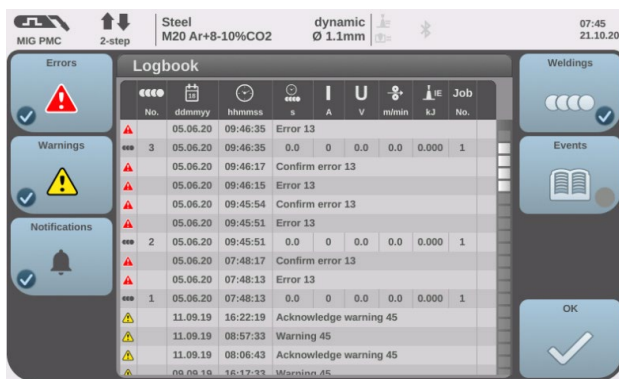 MIG PMC
2-step
Steel
M20 Ar+8-10%CO2
dynamic
Ø 1.1mm
07:45
21.10.20
Errors
Warnings
Notifications
Logbook
No. ddmmyy hhmmss s I A U V m/min IE kJ Job No.
05.06.20 09:46:35 Error 13
3 05.06.20 09:46:35 0.0 0 0.0 0.0 0.000 1
05.06.20 09:46:17 Confirm error 13
05.06.20 09:46:15 Error 13
05.06.20 09:45:54 Confirm error 13
05.06.20 09:45:51 Error 13
2 05.06.20 09:45:51 0.0 0 0.0 0.0 0.000 1
05.06.20 07:48:17 Confirm error 13
05.06.20 07:48:13 Error 13
1 05.06.20 07:48:13 0.0 0 0.0 0.0 0.000 1
11.09.19 16:22:19 Acknowledge warning 45
11.09.19 08:57:33 Warning 45
11.09.19 08:06:43 Acknowledge warning 45
09.09.19 16:17:33 Warning 45
Weldings
Events
OK